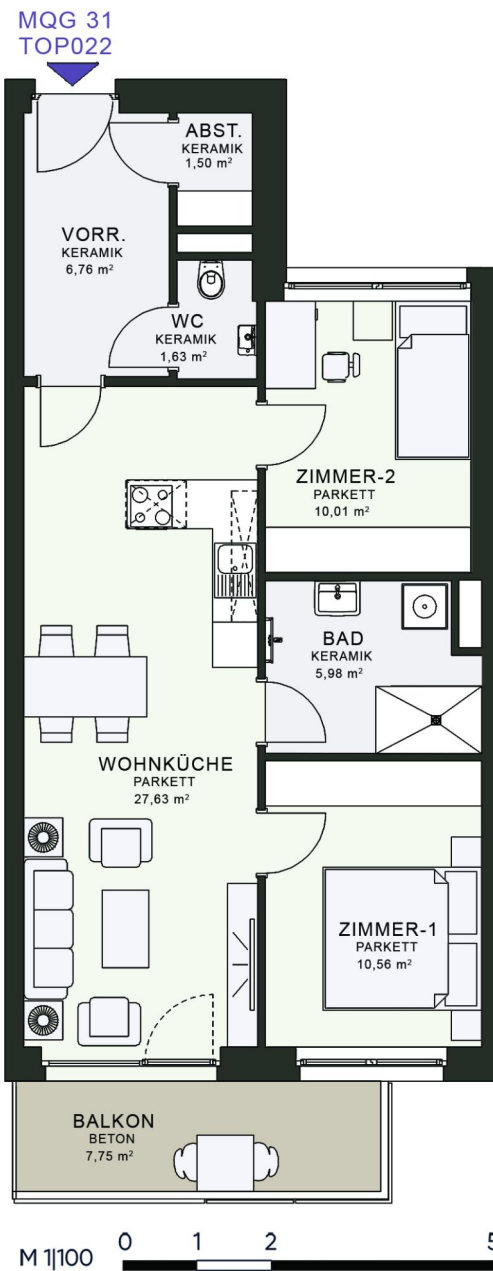 MQG 31
TOP022
ABST.
KERAMIK
1,50 m²
VORR.
KERAMIK
6,76 m²
WC
KERAMIK
1,63 m²
ZIMMER-2
PARKETT
10,01 m²
BAD
KERAMIK
5,98 m²
WOHNKÜCHE
PARKETT
27,63 m²
ZIMMER-1
PARKETT
10,56 m²
BALKON
BETON
7,75 m²
M 1|100 0 1 2 5